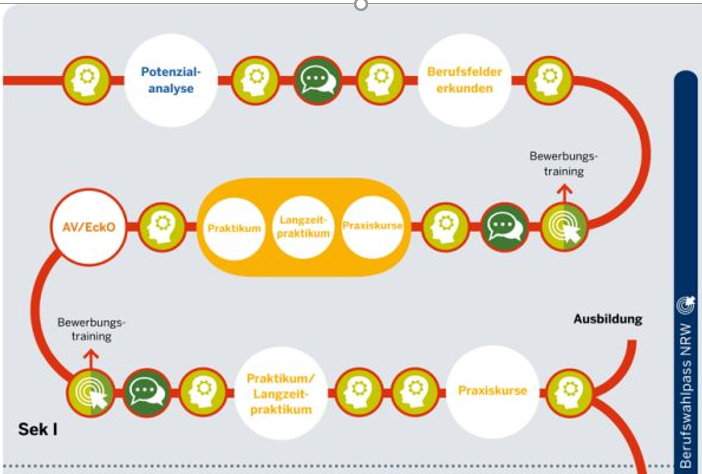 Potenzial-
analyse
Berufsfelder
erkunden
Bewerbungs-
training
AV/EckO
Praktikum
Langzeit-
praktikum
Praxiskurse
Bewerbungs-
training
Ausbildung
Praktikum/
Langzeit-
praktikum
Praxiskurse
Sek I
Berufswahlpass NRW